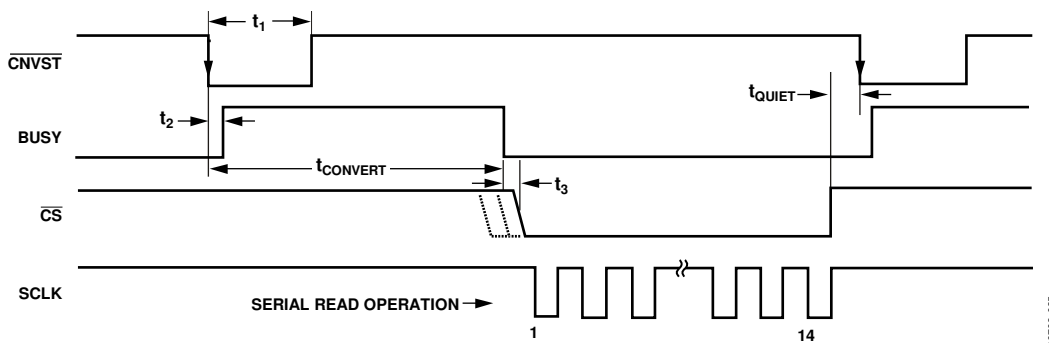 t1
CNVST
tQUIET
t2
BUSY
tCONVERT
t3
CS
SCLK
SERIAL READ OPERATION
1
14